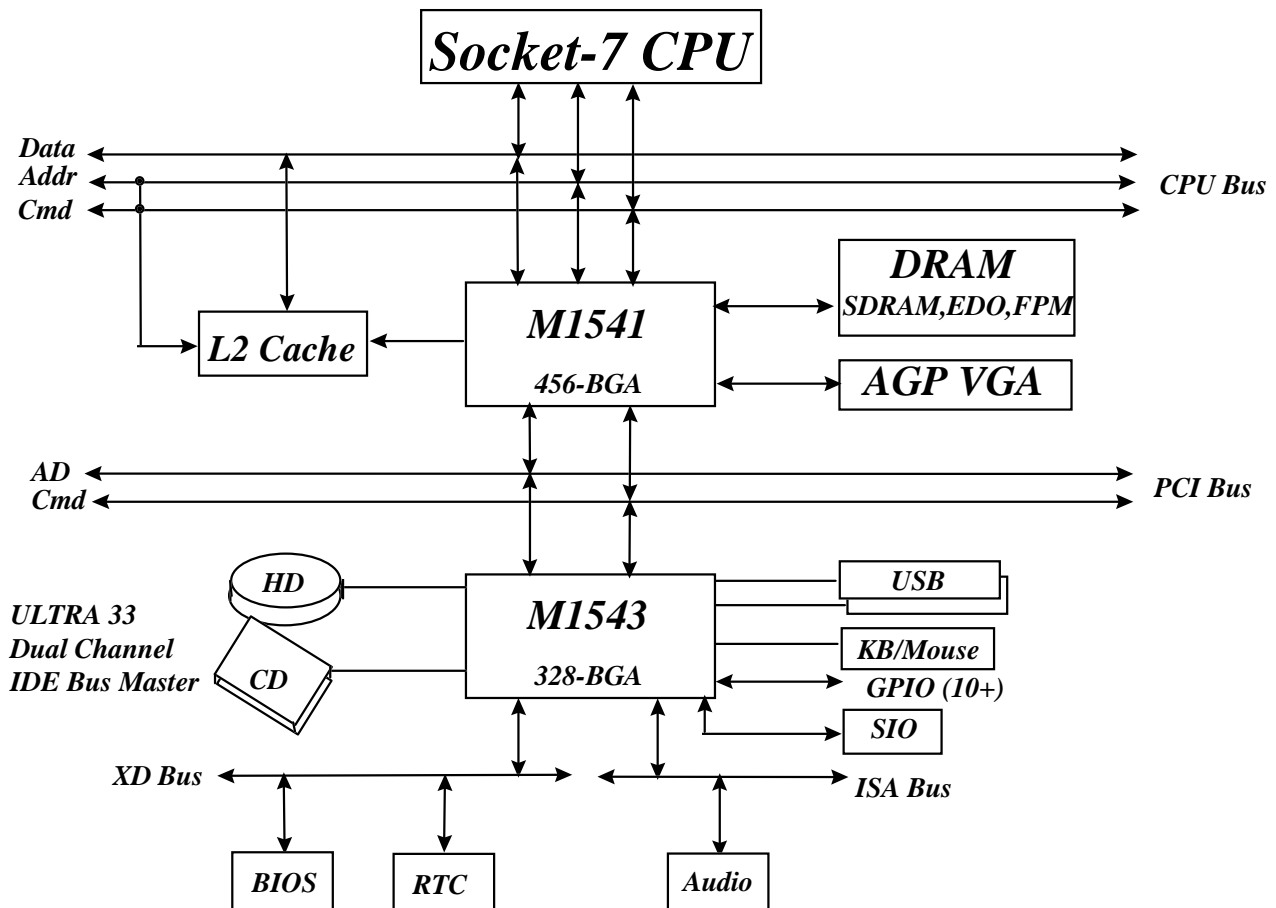 Socket-7 CPU
Data
Addr
Cmd
CPU Bus
DRAM
SDRAM,EDO,FPM
M1541
456-BGA
L2 Cache
AGP VGA
AD
Cmd
PCI Bus
HD
USB
ULTRA 33
Dual Channel
IDE Bus Master
CD
M1543
328-BGA
KB/Mouse
GPIO (10+)
SIO
XD Bus
ISA Bus
BIOS
RTC
Audio